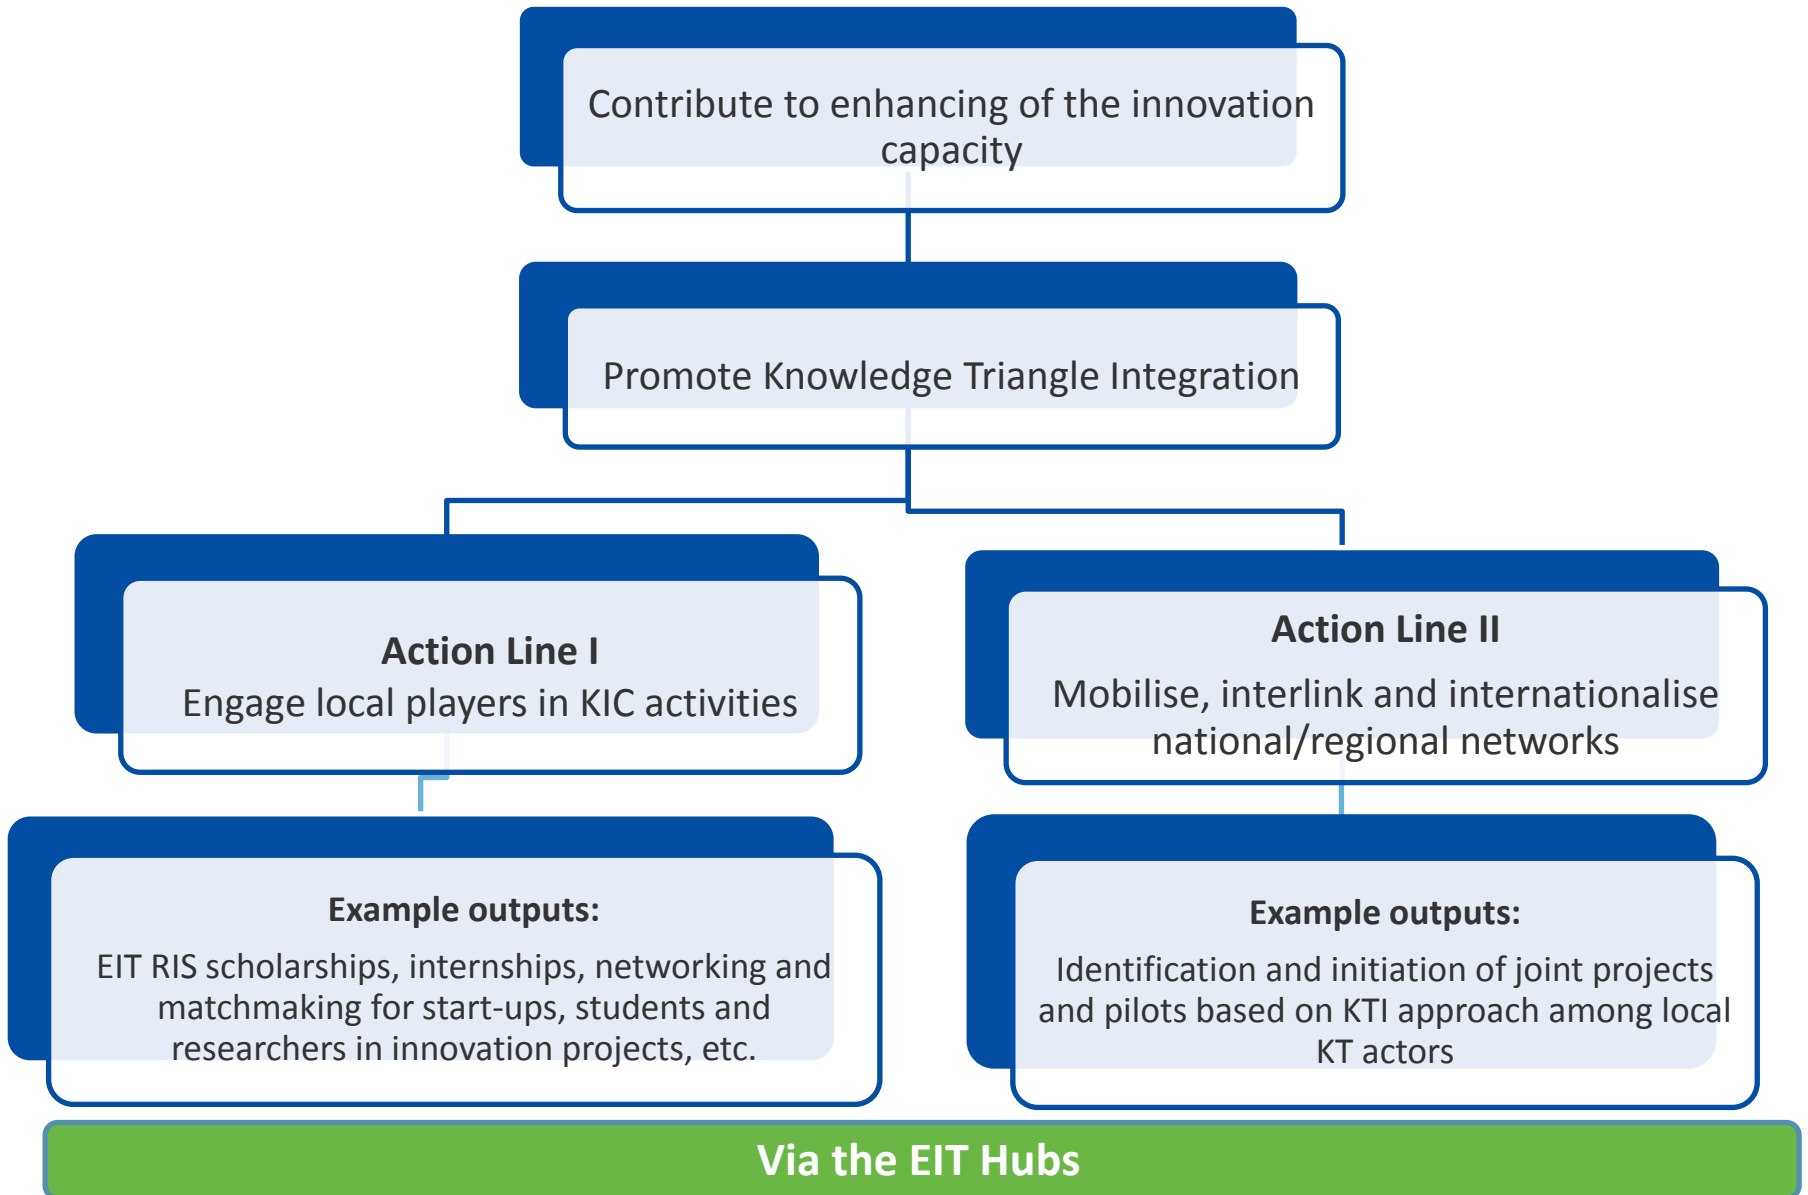 Contribute to enhancing of the innovation
capacity
Promote Knowledge Triangle Integration
Action Line I
Engage local players in KIC activities
Action Line II
Mobilise, interlink and internationalise
national/regional networks
Example outputs:
EIT RIS scholarships, internships, networking and
matchmaking for start-ups, students and
researchers in innovation projects, etc.
Example outputs:
Identification and initiation of joint projects
and pilots based on KTI approach among local
KT actors
Via the EIT Hubs